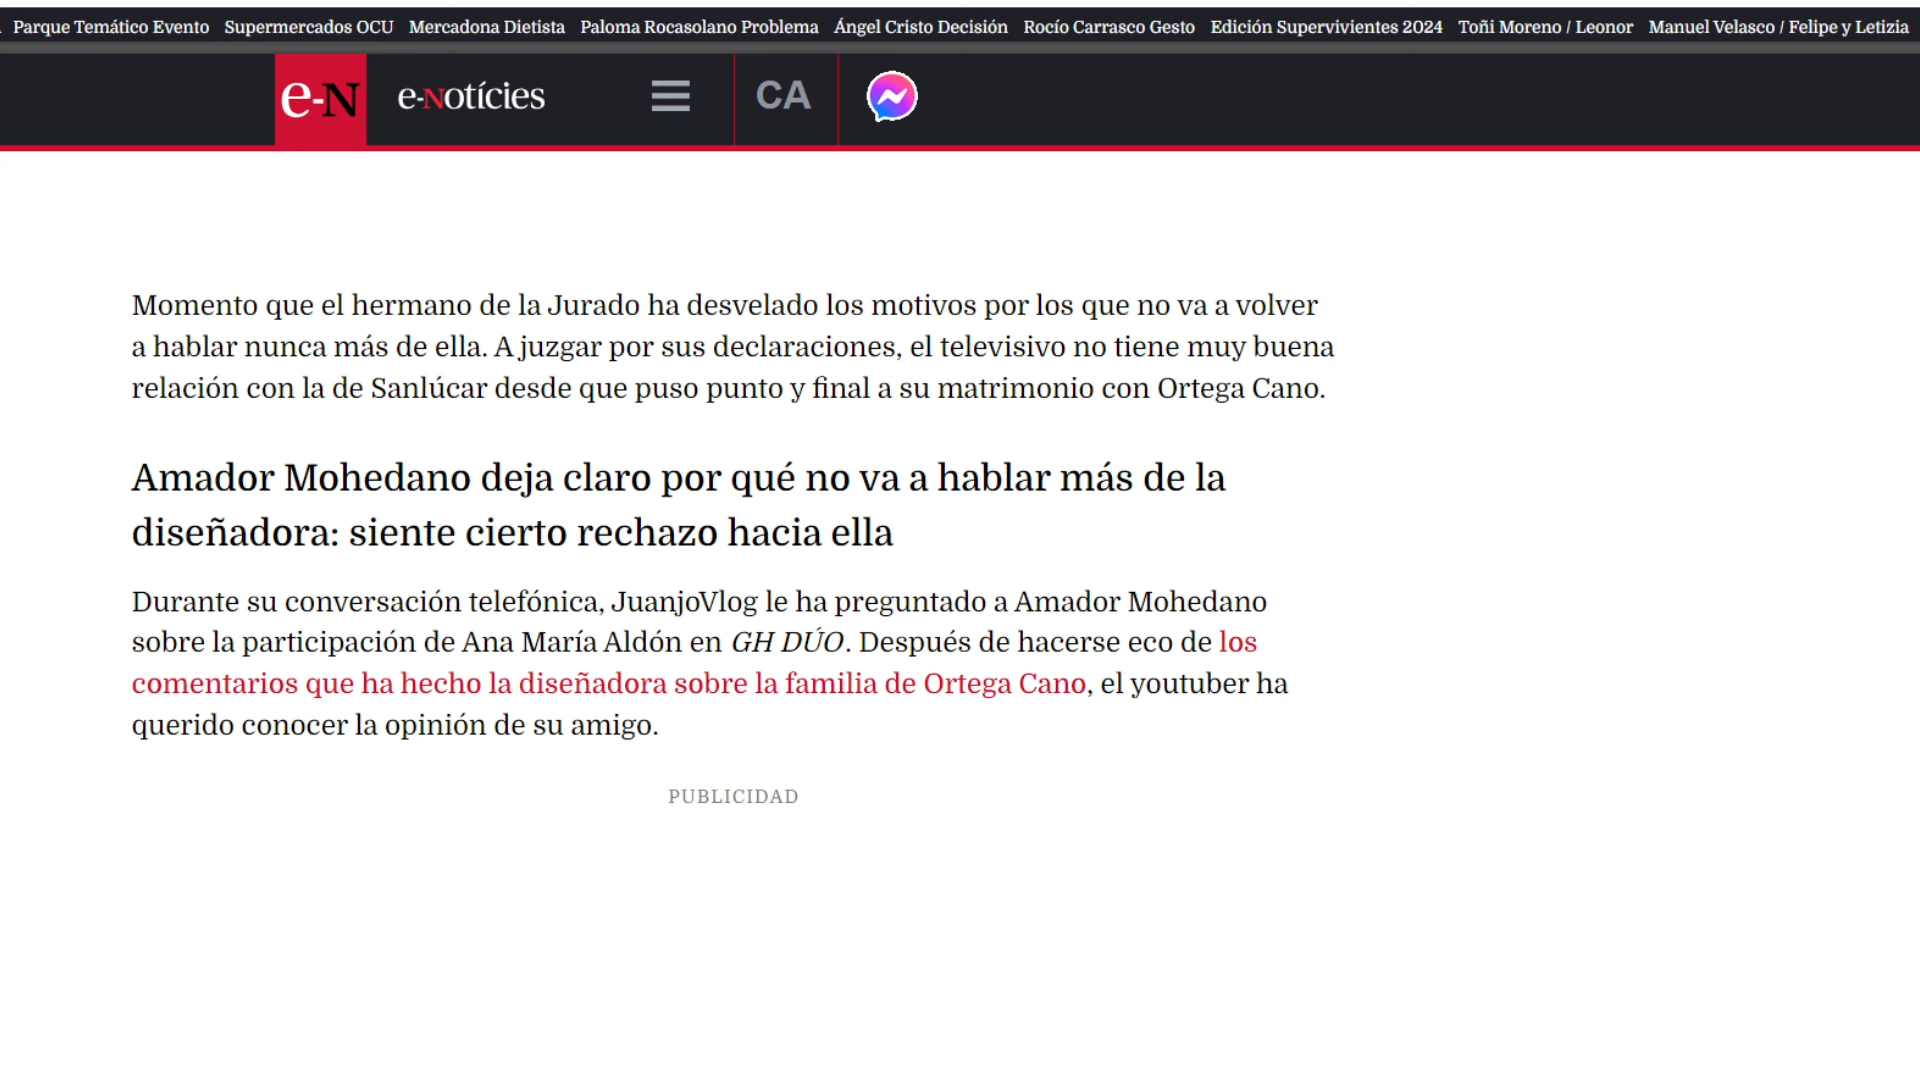 Parque Temático Evento Supermercados OCU Mercadona Dietista Paloma Rocasolano Problema Ángel Cristo Decisión Rocío Carrasco Gesto Edición Supervivientes 2024 Toñi Moreno / Leonor Manuel Velasco / Felipe y Letizia
e-N e-Notícies CA
Momento que el hermano de la Jurado ha desvelado los motivos por los que no va a volver
a hablar nunca más de ella. A juzgar por sus declaraciones, el televisivo no tiene muy buena
relación con la de Sanlúcar desde que puso punto y final a su matrimonio con Ortega Cano.
Amador Mohedano deja claro por qué no va a hablar más de la
diseñadora: siente cierto rechazo hacia ella
Durante su conversación telefónica, JuanjoVlog le ha preguntado a Amador Mohedano
sobre la participación de Ana María Aldón en GH DÚO. Después de hacerse eco de los
comentarios que ha hecho la diseñadora sobre la familia de Ortega Cano, el youtuber ha
querido conocer la opinión de su amigo.
PUBLICIDAD